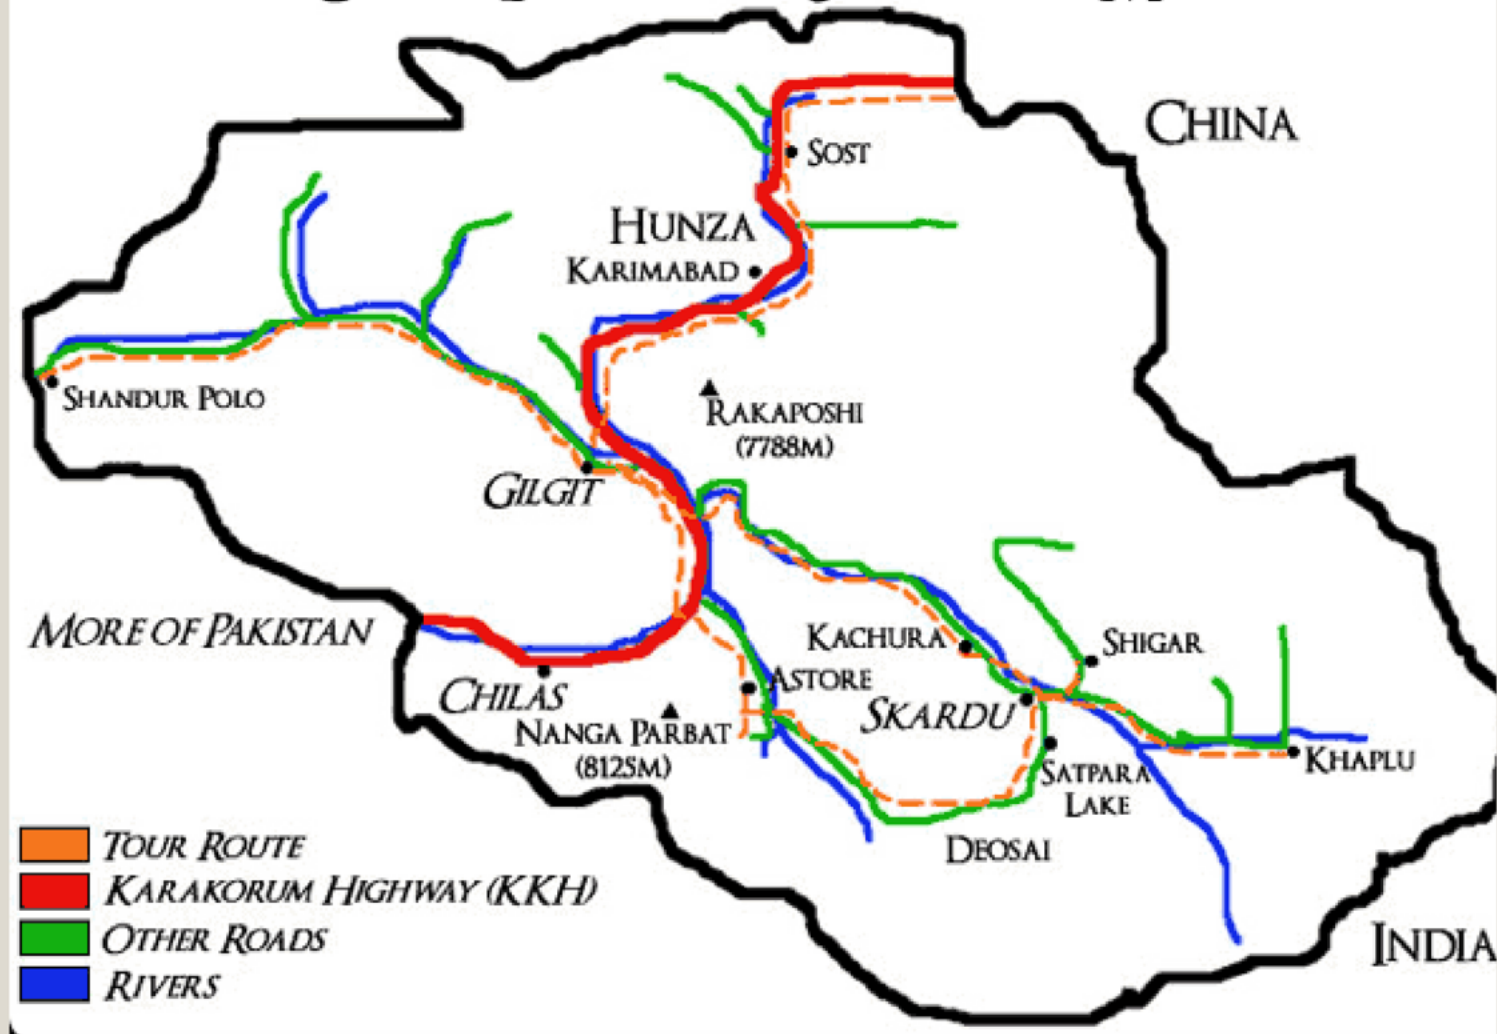 CHINA
SOST
HUNZA
KARIMABAD
SHANDUR POLO
RAKAPOSHI
(7788M)
GILGIT
MORE OF PAKISTAN
KACHURA
SHIGAR
CHILAS
ASTORE
SKARDU
NANGA PARBAT
(8125M)
SATPARA
LAKE
KHAPLU
DEOSAI
INDIA
TOUR ROUTE
KARAKORUM HIGHWAY (KKH)
OTHER ROADS
RIVERS